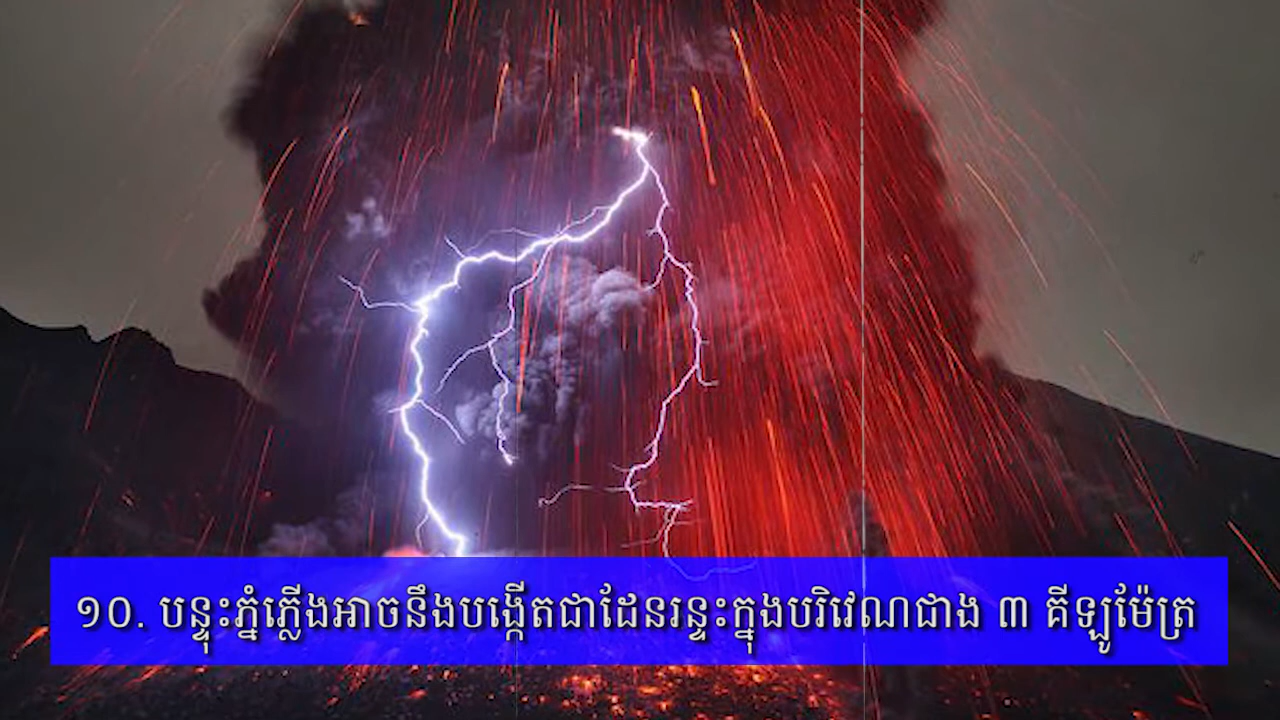 ១០. បន្ទុះភ្នំភ្លើងអាចនឹងបង្កើតជាដែនរន្ទះក្នុងបរិវេណជាង ៣ គីឡូម៉ែត្រ